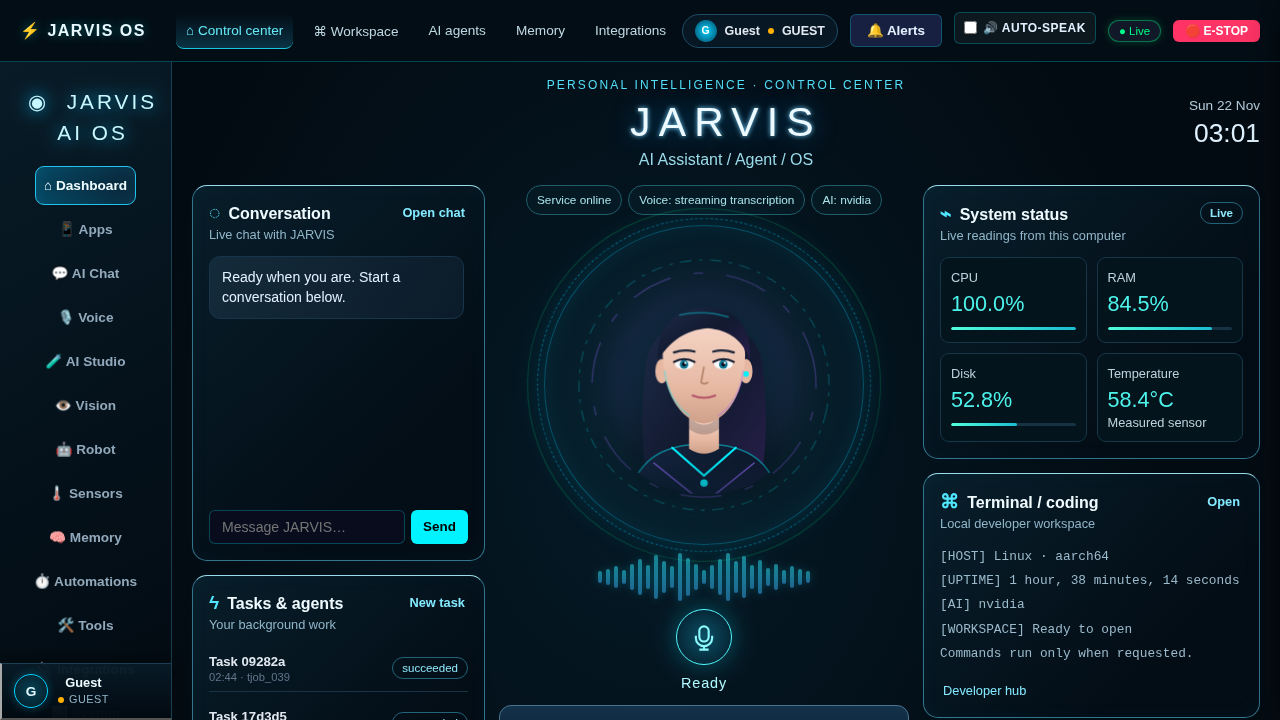 ⚡ JARVIS OS
⌂ Control center
⌘ Workspace
AI agents
Memory
Integrations
G Guest • GUEST
🔔 Alerts
🔊 AUTO-SPEAK
● Live
🛑 E-STOP
◉ JARVIS
AI OS
⌂ Dashboard
📱 Apps
💬 AI Chat
🎙️ Voice
🧪 AI Studio
👁️ Vision
🤖 Robot
🌡️ Sensors
🧠 Memory
⏱️ Automations
🛠️ Tools
Integrations
G Guest
GUEST
PERSONAL INTELLIGENCE · CONTROL CENTER
JARVIS
AI Assistant / Agent / OS
Sun 22 Nov
03:01
Conversation
Open chat
Live chat with JARVIS
Ready when you are. Start a
conversation below.
Message JARVIS…
Send
ϟ Tasks & agents
New task
Your background work
Task 09282a
02:44 · tjob_039
succeeded
Task 17d3d5
Service online
Voice: streaming transcription
AI: nvidia
Ready
⌁ System status
Live
Live readings from this computer
CPU
100.0%
RAM
84.5%
Disk
52.8%
Temperature
58.4°C
Measured sensor
⌘ Terminal / coding
Open
Local developer workspace
[HOST] Linux · aarch64
[UPTIME] 1 hour, 38 minutes, 14 seconds
[AI] nvidia
[WORKSPACE] Ready to open
Commands run only when requested.
Developer hub